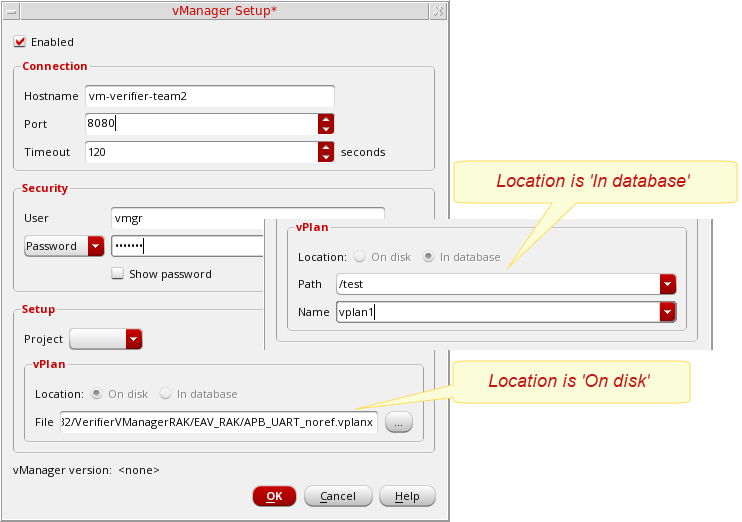 vManager Setup*
Enabled
Connection
Hostname vm-verifier-team2
Port 8080
Timeout 120 seconds
Security
User vmgr
Password •••••••
Show password
Location is 'In database'
vPlan
Location: On disk In database
Path /test
Name vplan1
Setup
Project
vPlan
Location: On disk In database
File 32/VerifierVManagerRAK/EAV_RAK/APB_UART_noref.vplanx ...
Location is 'On disk'
vManager version: <none>
OK Cancel Help